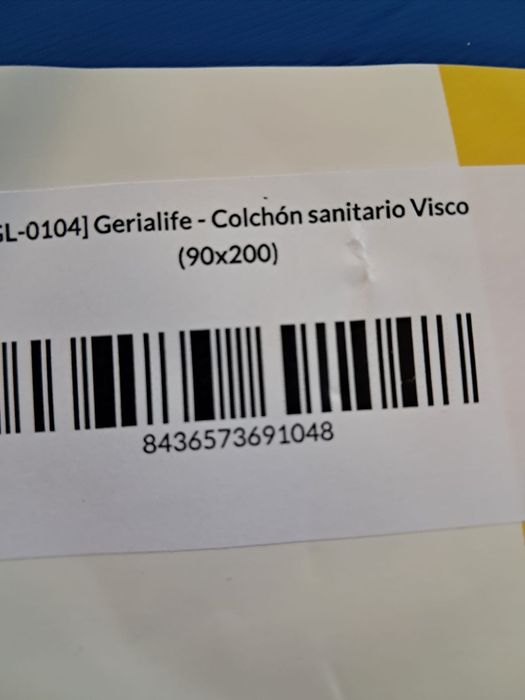 GL-0104] Gerialife - Colchón sanitario Visco
(90x200)
8436573691048